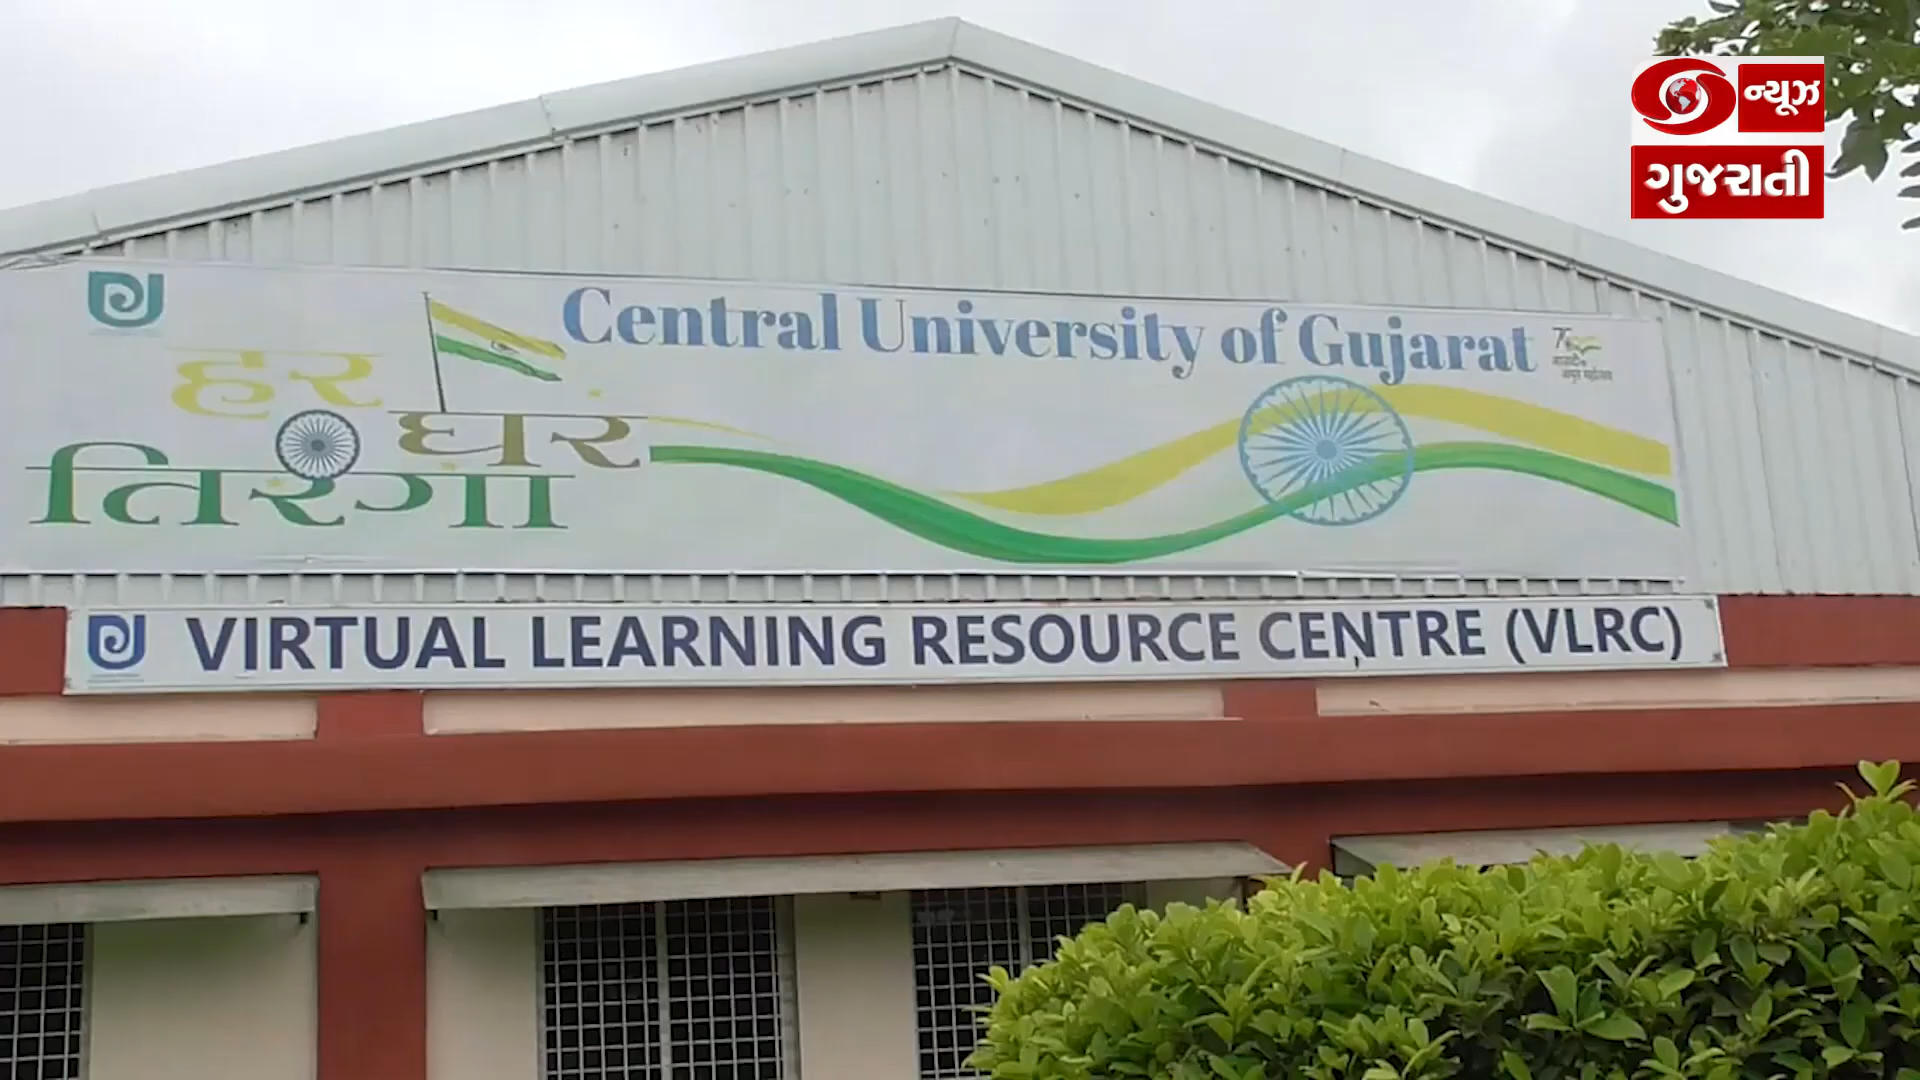 ન્યૂઝ
ગુજરાતી
Central University of Gujarat
हर
घर
तिरंगा
VIRTUAL LEARNING RESOURCE CENTRE (VLRC)